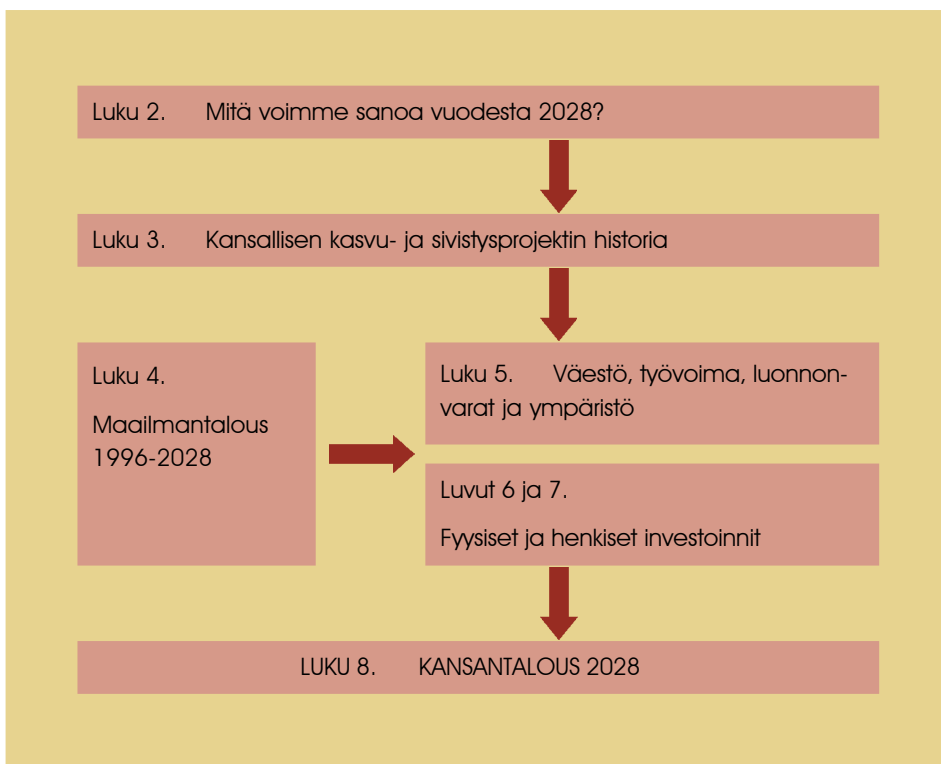 Luku 2. Mitä voimme sanoa vuodesta 2028?
Luku 3. Kansallisen kasvu- ja sivistysprojektin historia
Luku 4.
Maailmantalous
1996-2028
Luku 5. Väestö, työvoima, luonnon-
varat ja ympäristö
Luvut 6 ja 7.
Fyysiset ja henkiset investoinnit
LUKU 8. KANSANTALOUS 2028